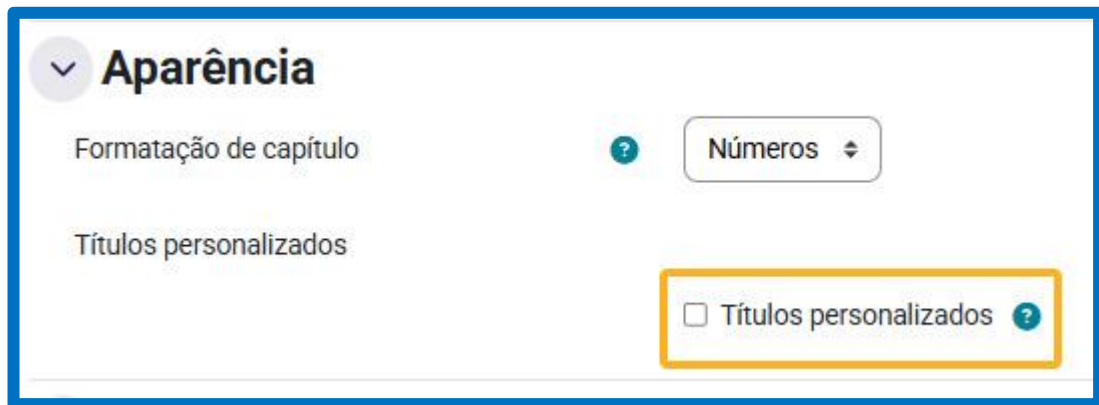 Aparência
Formatação de capítulo ? Números
Títulos personalizados
Títulos personalizados ?